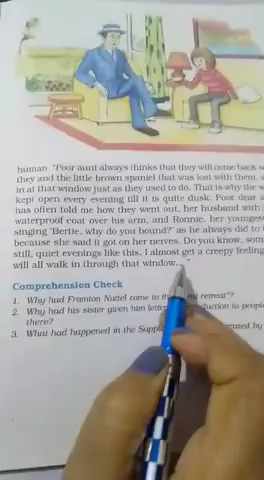 human. "Poor aunt always thinks that they will come back
they and the little brown spaniel that was lost with them,
in at that window just as they used to do. That is why the
kept open every evening till it is quite dusk. Poor dear
has often told me how they went out, her husband with
waterproof coat over his arm, and Ronnie, her youngest
singing 'Bertie, why do you bound?' as he always did to
because she said it got on her nerves. Do you know, som
still, quiet evenings like this, I almost get a creepy feeling
will all walk in through that window..."
Comprehension Check
1. Why had Framton Nuttel come to the retreat"?
2. Why had his sister given him to people
there?
3. What had happened in the by